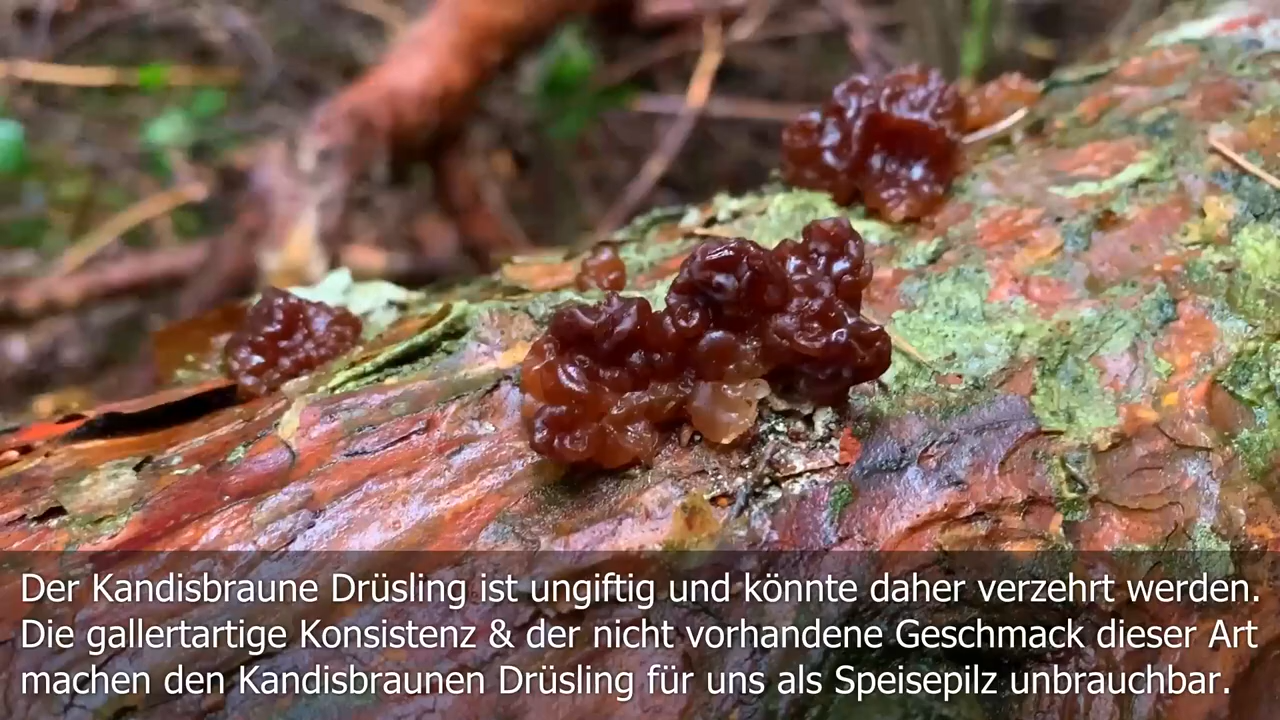 Der Kandisbraune Drüsling ist ungiftig und könnte daher verzehrt werden.
Die gallertartige Konsistenz & der nicht vorhandene Geschmack dieser Art
machen den Kandisbraunen Drüsling für uns als Speisepilz unbrauchbar.